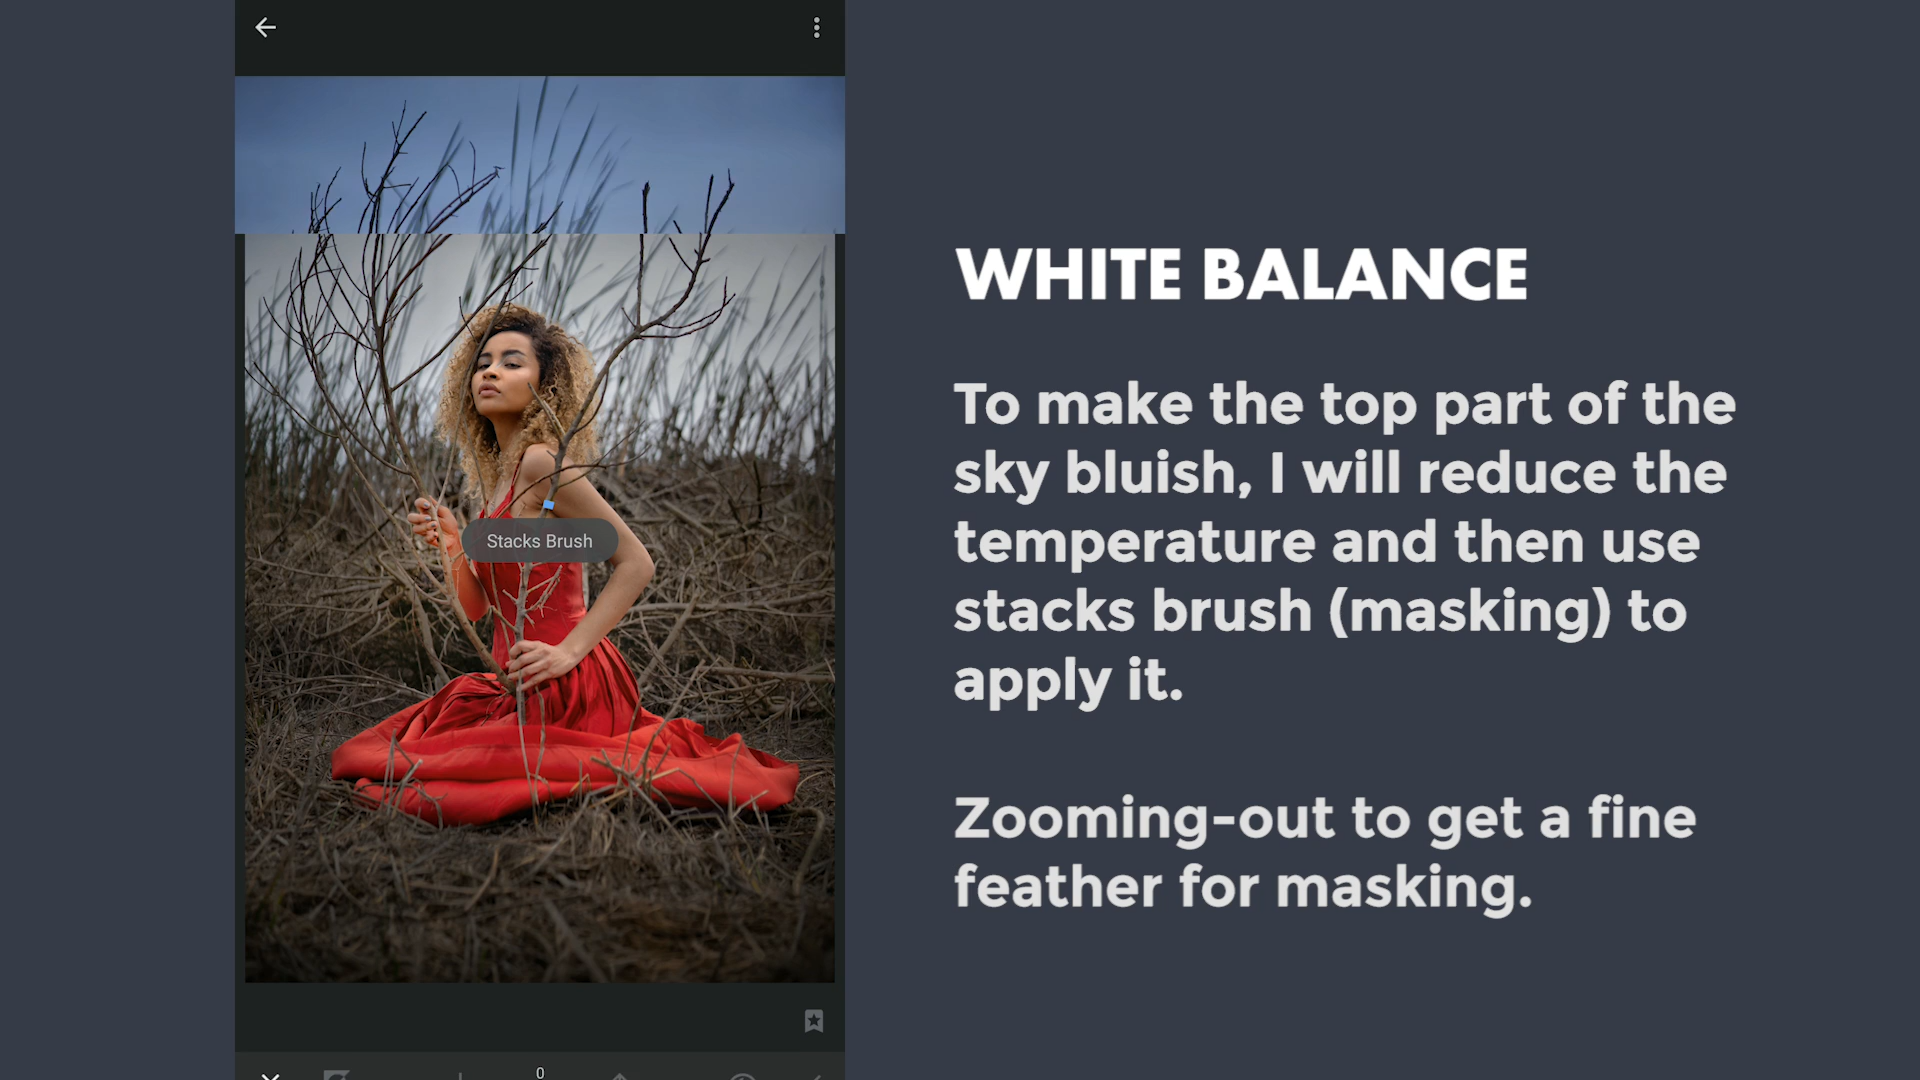 WHITE BALANCE
To make the top part of the
sky bluish, I will reduce the
temperature and then use
stacks brush (masking) to
apply it.
Zooming-out to get a fine
feather for masking.
Stacks Brush
0